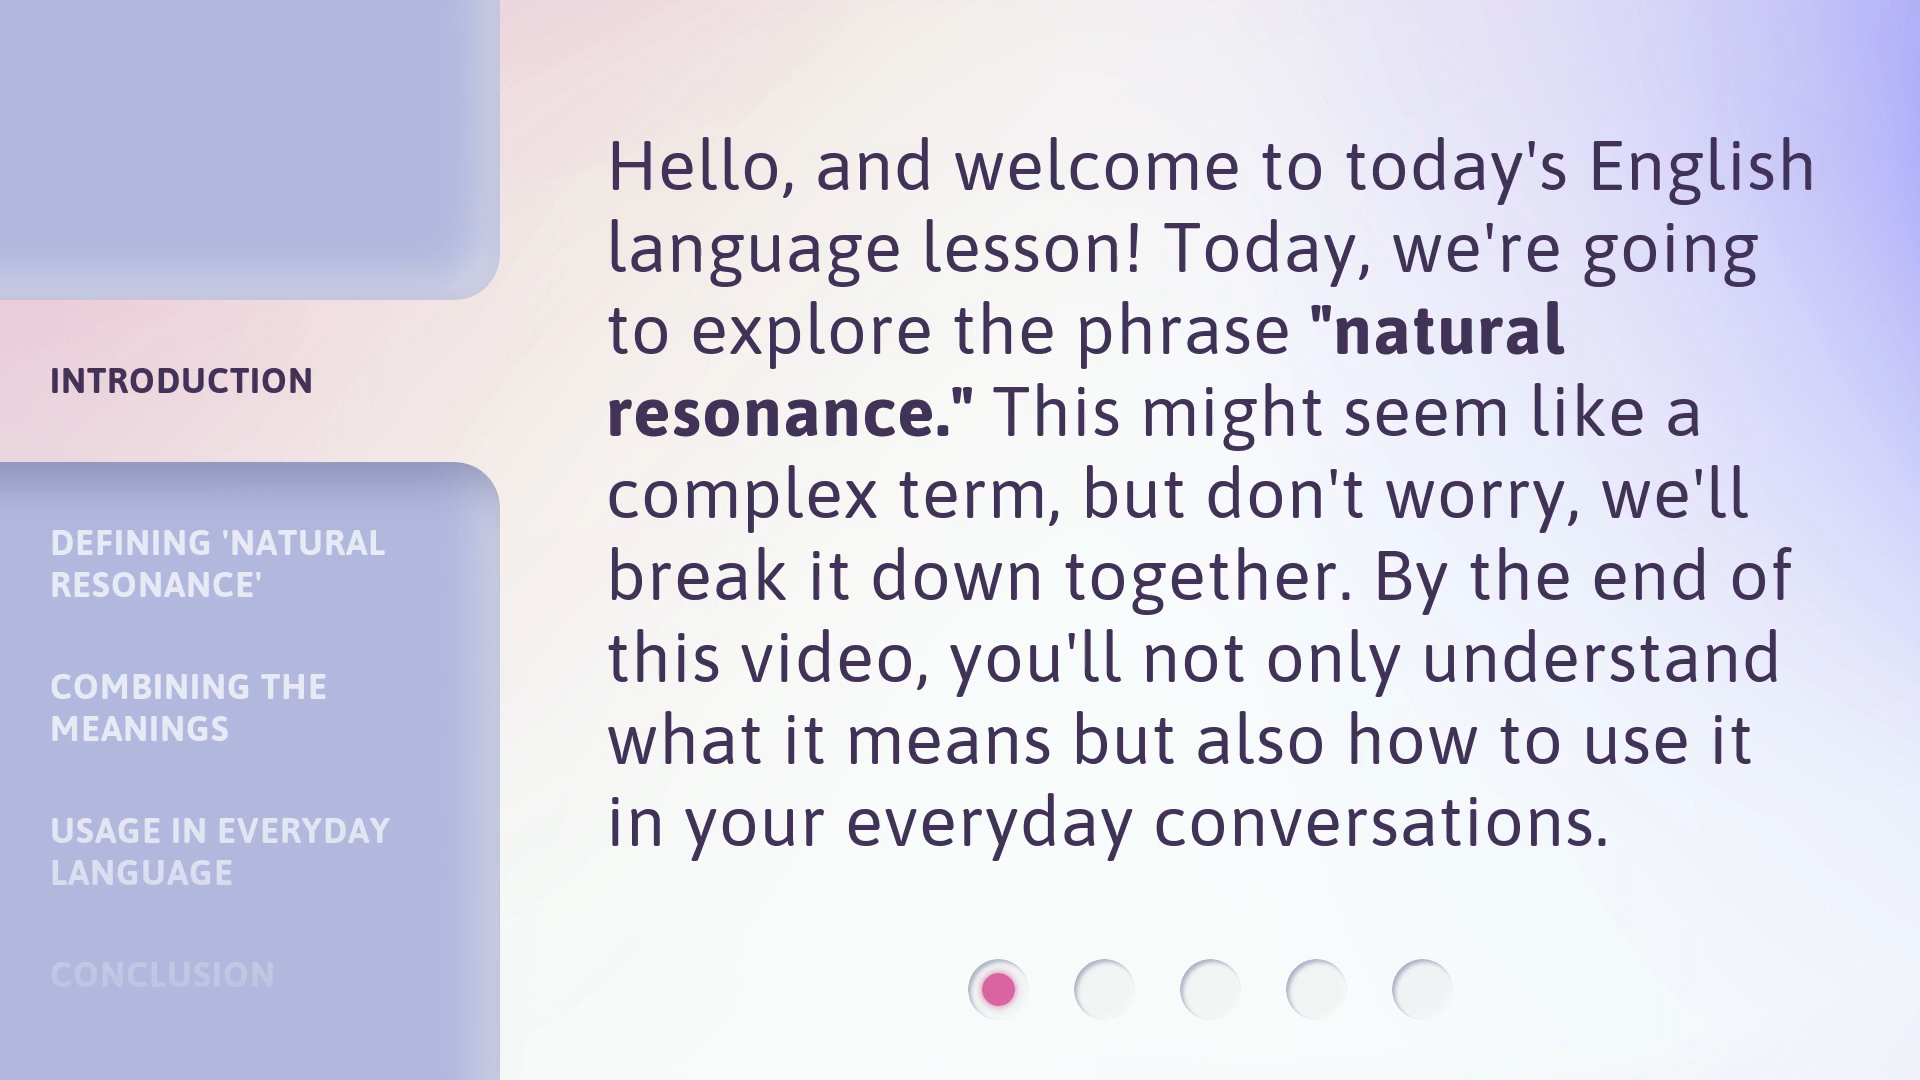 INTRODUCTION
DEFINING 'NATURAL
RESONANCE'
COMBINING THE
MEANINGS
USAGE IN EVERYDAY
LANGUAGE
CONCLUSION
Hello, and welcome to today's English
language lesson! Today, we're going
to explore the phrase "natural
resonance." This might seem like a
complex term, but don't worry, we'll
break it down together. By the end of
this video, you'll not only understand
what it means but also how to use it
in your everyday conversations.